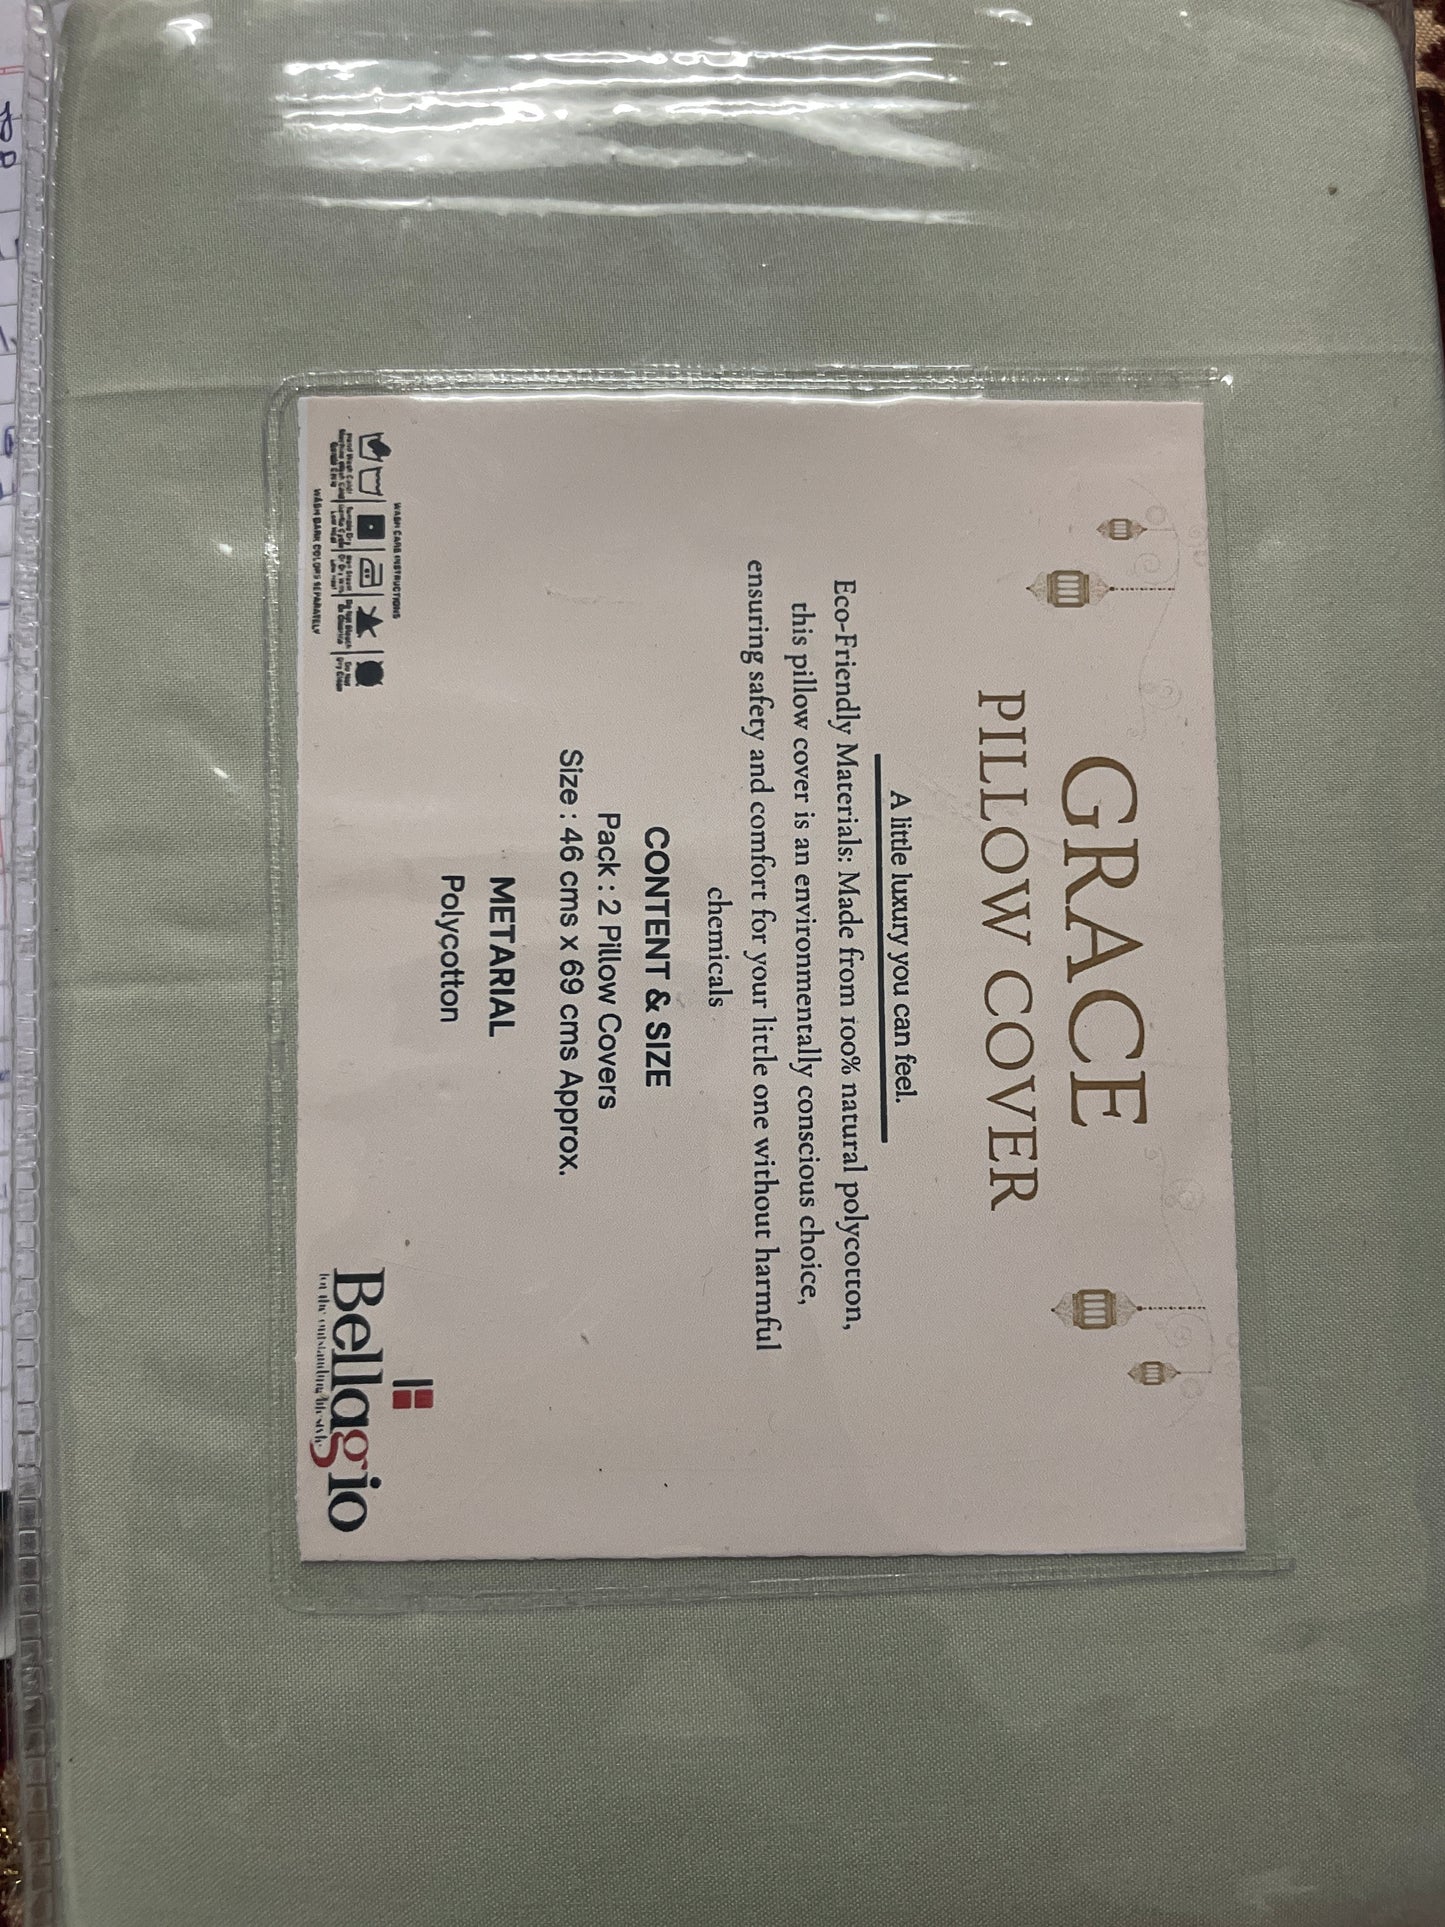 GRACE
PILLOW COVER
A little luxury you can feel.
Eco-Friendly Materials: Made from 100% natural polycotton,
this pillow cover is an environmentally conscious choice,
ensuring safety and comfort for your little one without harmful
chemicals
CONTENT & SIZE
Pack : 2 Pillow Covers
Size : 46 cms x 69 cms Approx.
METARIAL
Polycotton
WASH CARE INSTRUCTIONS
WASH DARK COLORS SEPARATELY
Bellagio